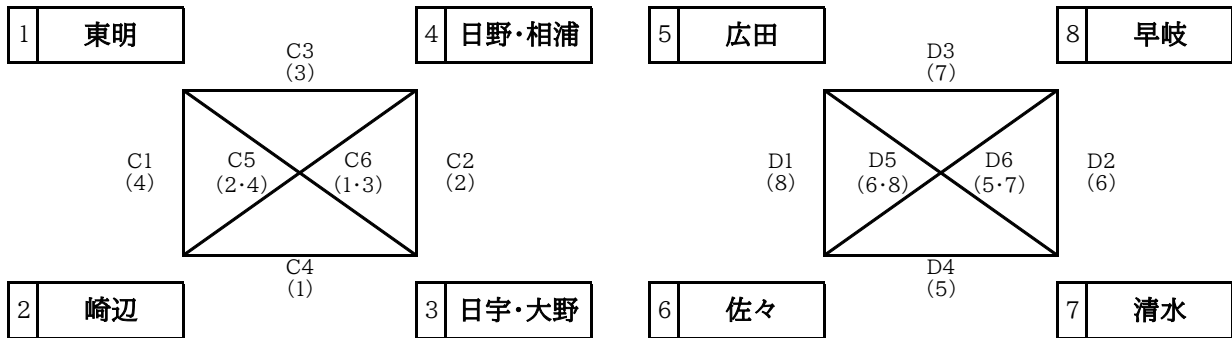 1 東明
4 日野・相浦
5 広田
8 早岐
C3
(3)
D3
(7)
C1
(4)
C5
(2・4)
C6
(1・3)
C2
(2)
D1
(8)
D5
(6・8)
D6
(5・7)
D2
(6)
C4
(1)
D4
(5)
2 崎辺
3 日宇・大野
6 佐々
7 清水